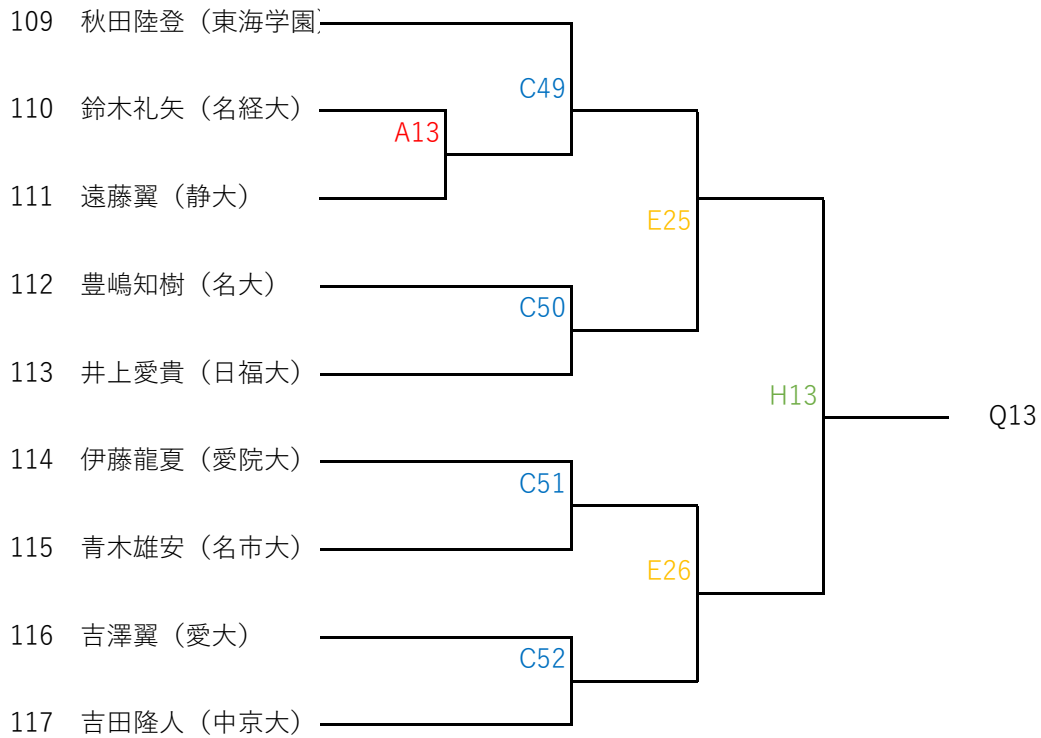 109 秋田陸登（東海学園）
C49
110 鈴木礼矢（名経大）
A13
111 遠藤翼（静大）
E25
112 豊嶋知樹（名大）
C50
113 井上愛貴（日福大）
H13
Q13
114 伊藤龍夏（愛院大）
C51
115 青木雄安（名市大）
E26
116 吉澤翼（愛大）
C52
117 吉田隆人（中京大）